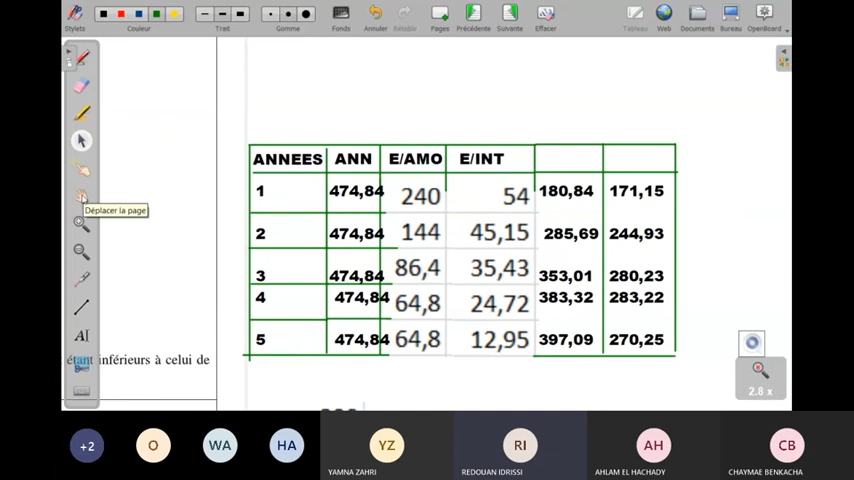 Stylets Couleur Trait Gomme Fonds Annuler Rétablir Pages Précédente Suivante Effacer Tableau Web Documents Bureau OpenBoard
ANNEES ANN E/AMO E/INT
1 474,84 240 54 180,84 171,15
Déplacer la page
2 474,84 144 45,15 285,69 244,93
3 474,84 86,4 35,43 353,01 280,23
4 474,84 64,8 24,72 383,32 283,22
5 474,84 64,8 12,95 397,09 270,25
étant inférieurs à celui de
2.8 x
+2 O WA HA YZ RI AH CB
YAMNA ZAHRI REDOUAN IDRISSI AHLAM EL HACHADY CHAYMAE BENKACHA